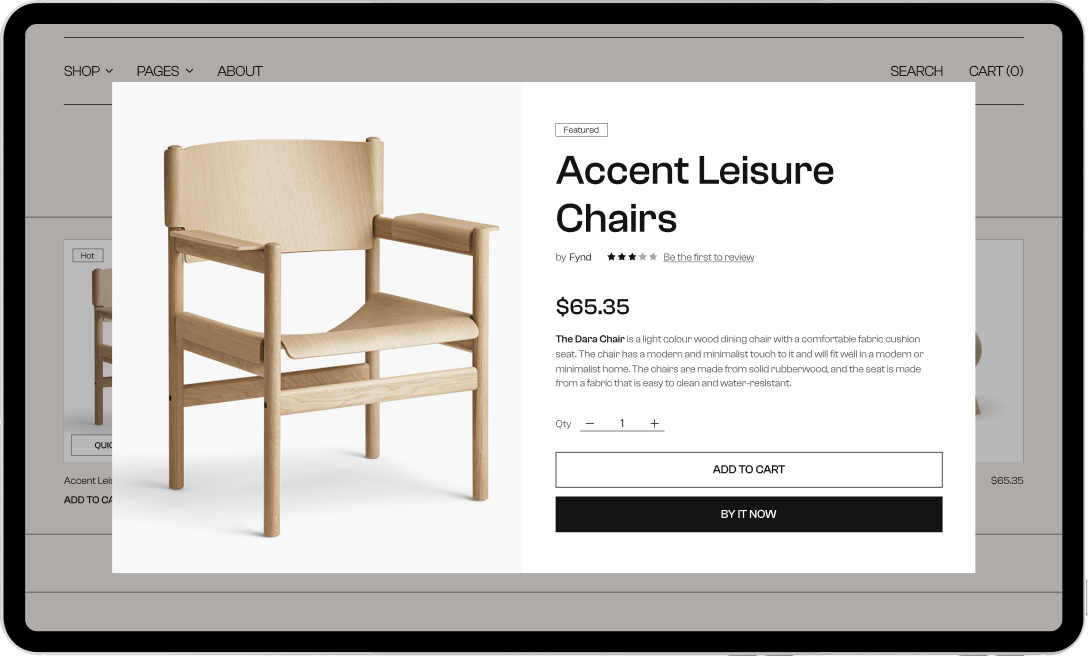 SHOP PAGES ABOUT SEARCH CART (0)
Featured
Accent Leisure
Chairs
by Fynd Be the first to review
$65.35
The Dara Chair is a light colour wood dining chair with a comfortable fabric cushion
seat. The chair has a modern and minimalist touch to it and will fit well in a modern or
minimalist home. The chairs are made from solid rubberwood, and the seat is made
from a fabric that is easy to clean and water-resistant.
Qty − 1 +
ADD TO CART
BY IT NOW
Hot
Accent
ADD TO
$65.35